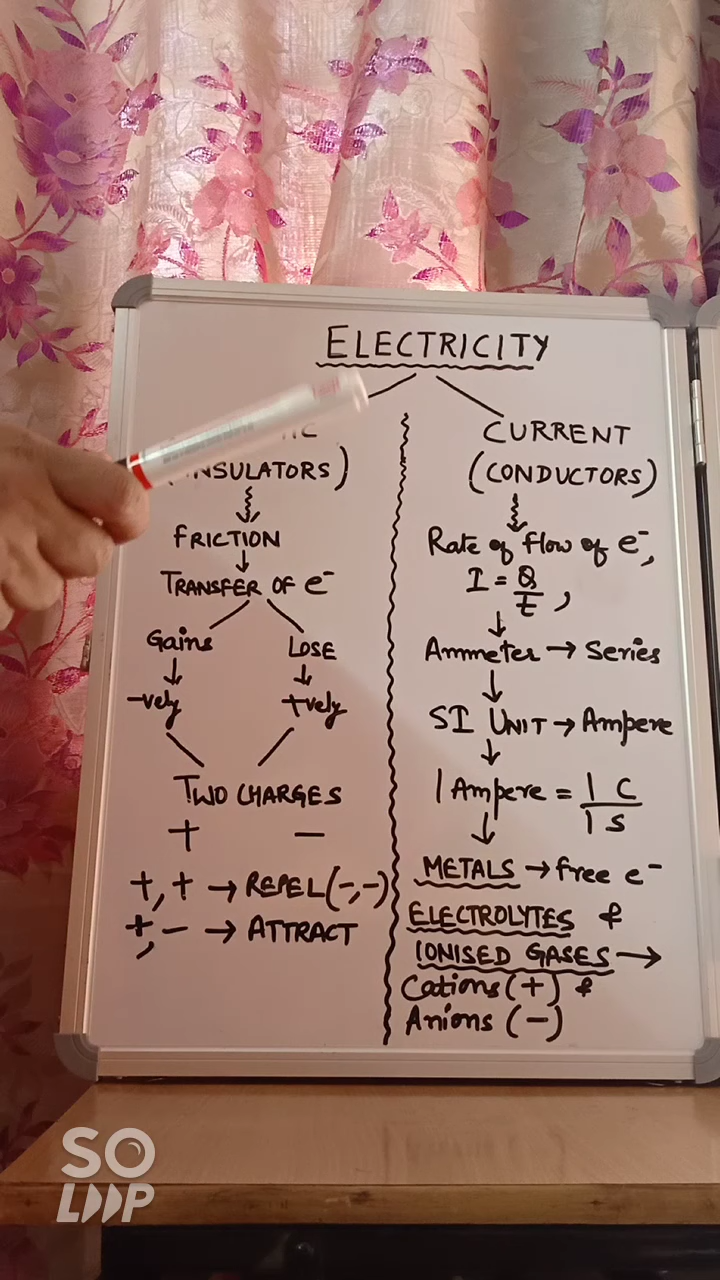 ELECTRICITY
IC
INSULATORS)
FRICTION
TRANSFER OF e⁻
Gains LOSE
-vely +vely
TWO CHARGES
+ −
+, + → REPEL (-,-)
+, − → ATTRACT
CURRENT
(CONDUCTORS)
Rate of flow of e⁻,
I = Q/t,
Ammeter → Series
SI UNIT → Ampere
1 Ampere = 1 C / 1 S
METALS → free e⁻
ELECTROLYTES &
IONISED GASES →
Cations (+) &
Anions (−)
SO
LOOP